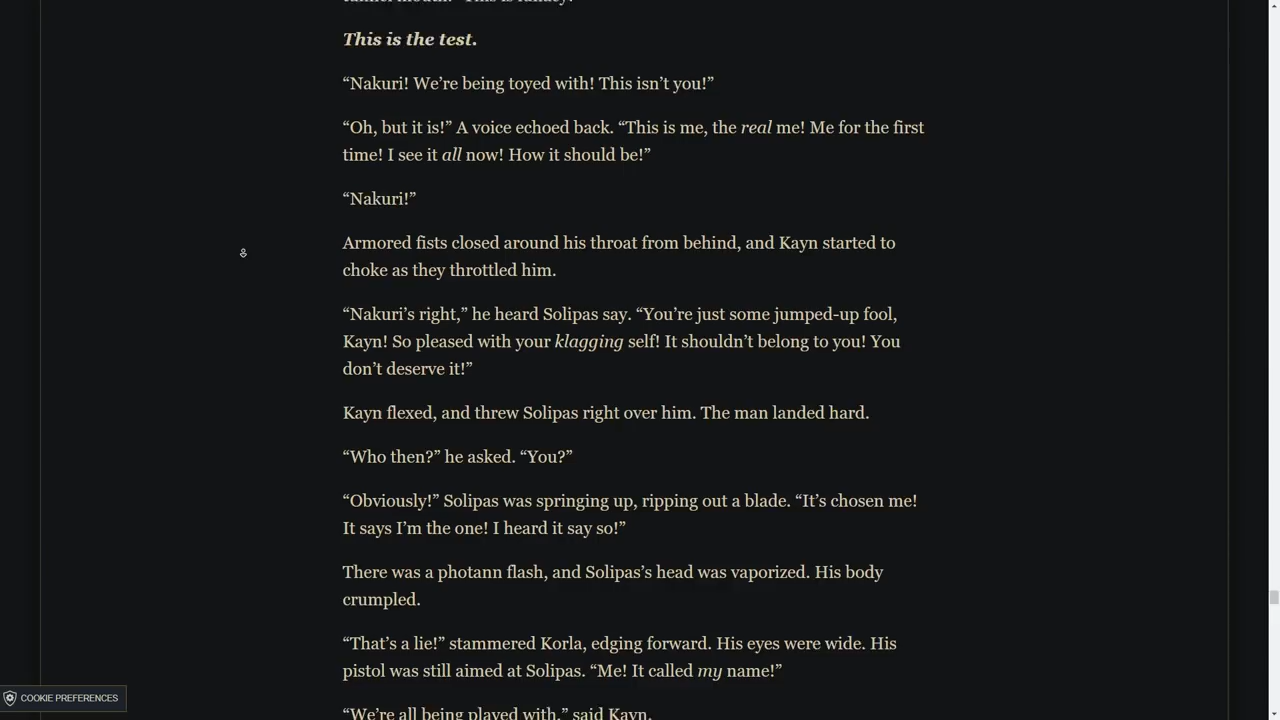 This is the test.
“Nakuri! We’re being toyed with! This isn’t you!”
“Oh, but it is!” A voice echoed back. “This is me, the real me! Me for the first
time! I see it all now! How it should be!”
“Nakuri!”
Armored fists closed around his throat from behind, and Kayn started to
choke as they throttled him.
“Nakuri’s right,” he heard Solipas say. “You’re just some jumped-up fool,
Kayn! So pleased with your klagging self! It shouldn’t belong to you! You
don’t deserve it!”
Kayn flexed, and threw Solipas right over him. The man landed hard.
“Who then?” he asked. “You?”
“Obviously!” Solipas was springing up, ripping out a blade. “It’s chosen me!
It says I’m the one! I heard it say so!”
There was a photann flash, and Solipas’s head was vaporized. His body
crumpled.
“That’s a lie!” stammered Korla, edging forward. His eyes were wide. His
pistol was still aimed at Solipas. “Me! It called my name!”
COOKIE PREFERENCES
“We’re all being played with,” said Kayn.